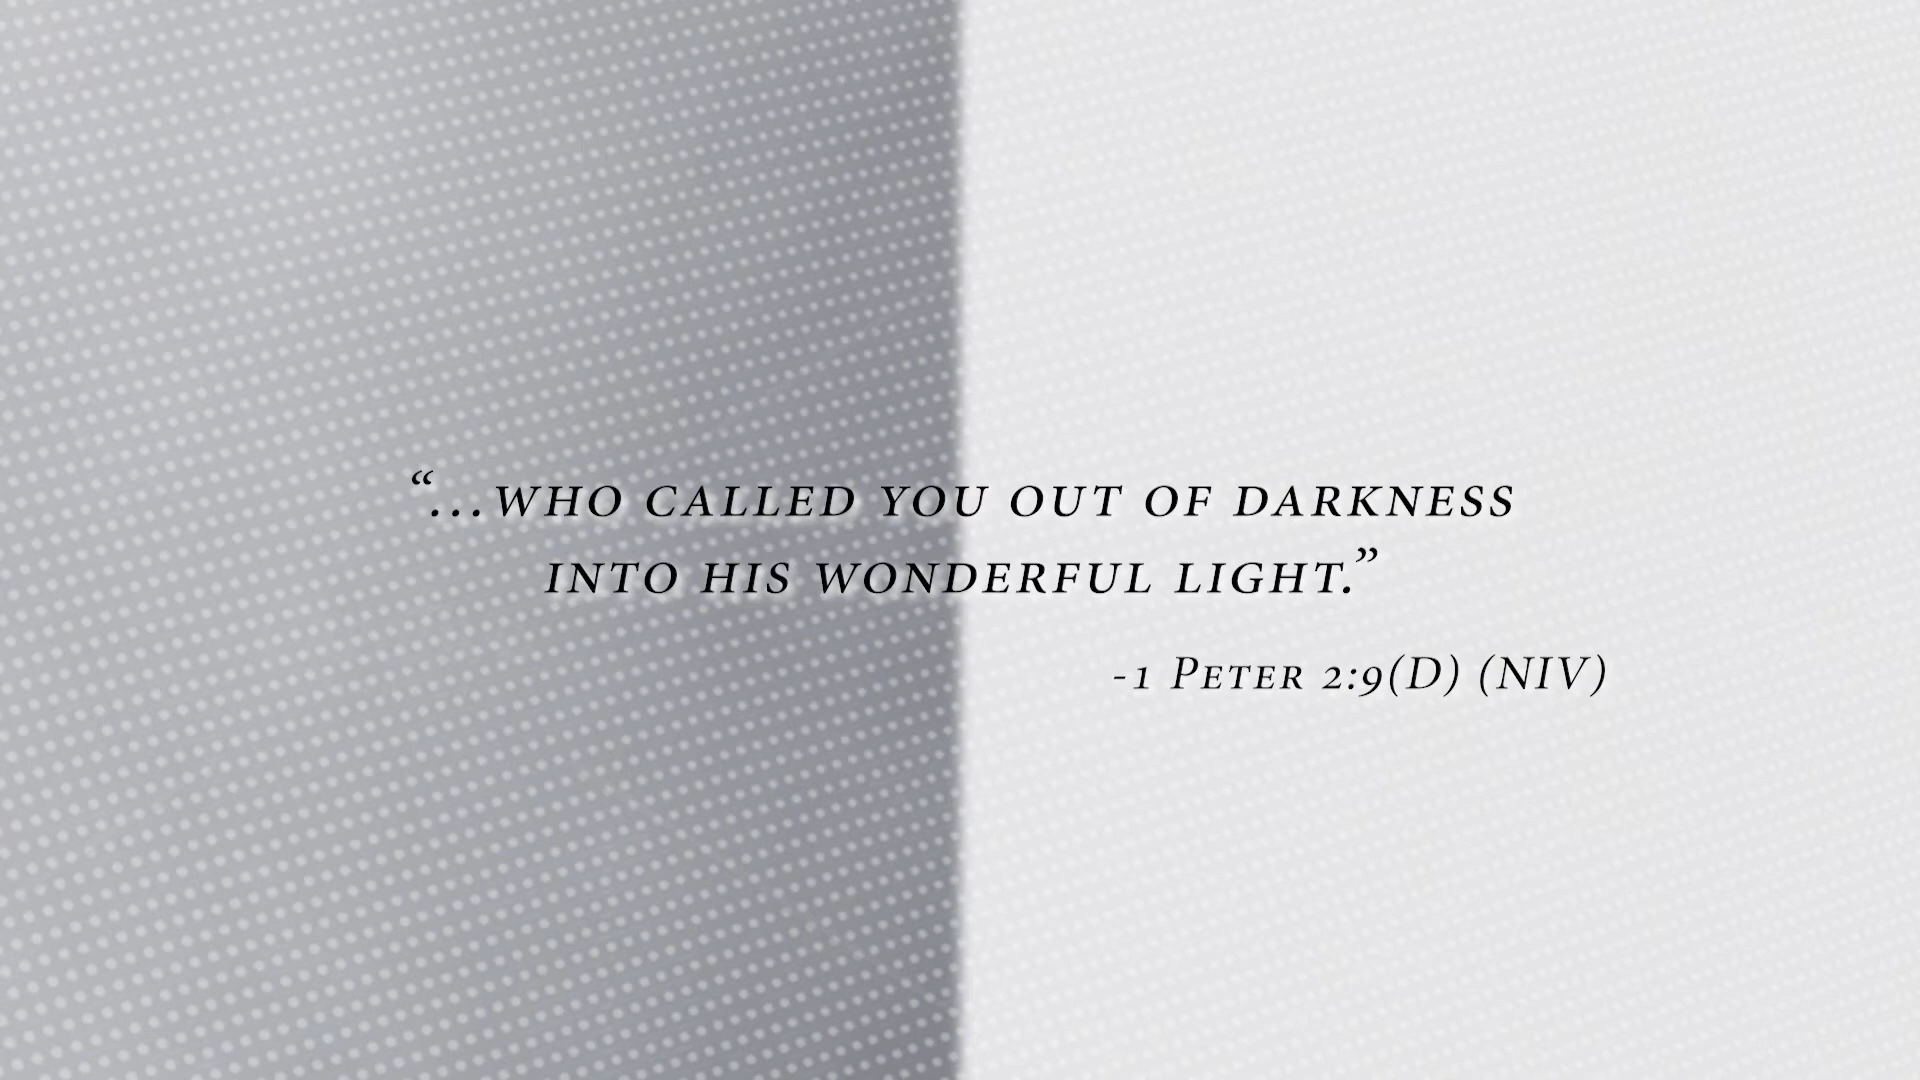 “...WHO CALLED YOU OUT OF DARKNESS
INTO HIS WONDERFUL LIGHT.”
-1 PETER 2:9(D) (NIV)